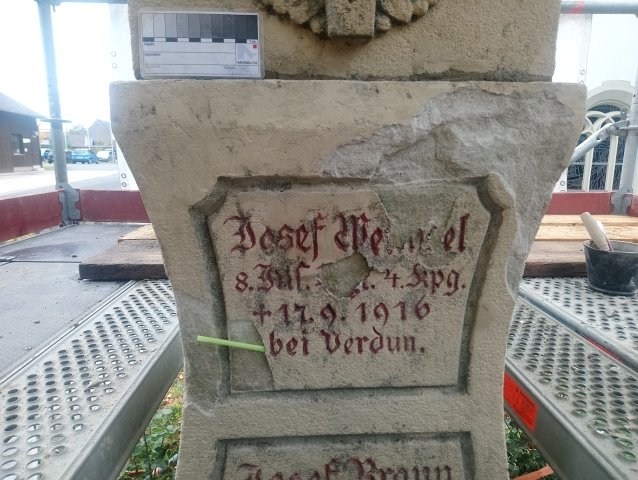 Josef
8. Inf. 4. Kpg.
+ 17. 9. 1916
bei Verdun.
Josef Braun